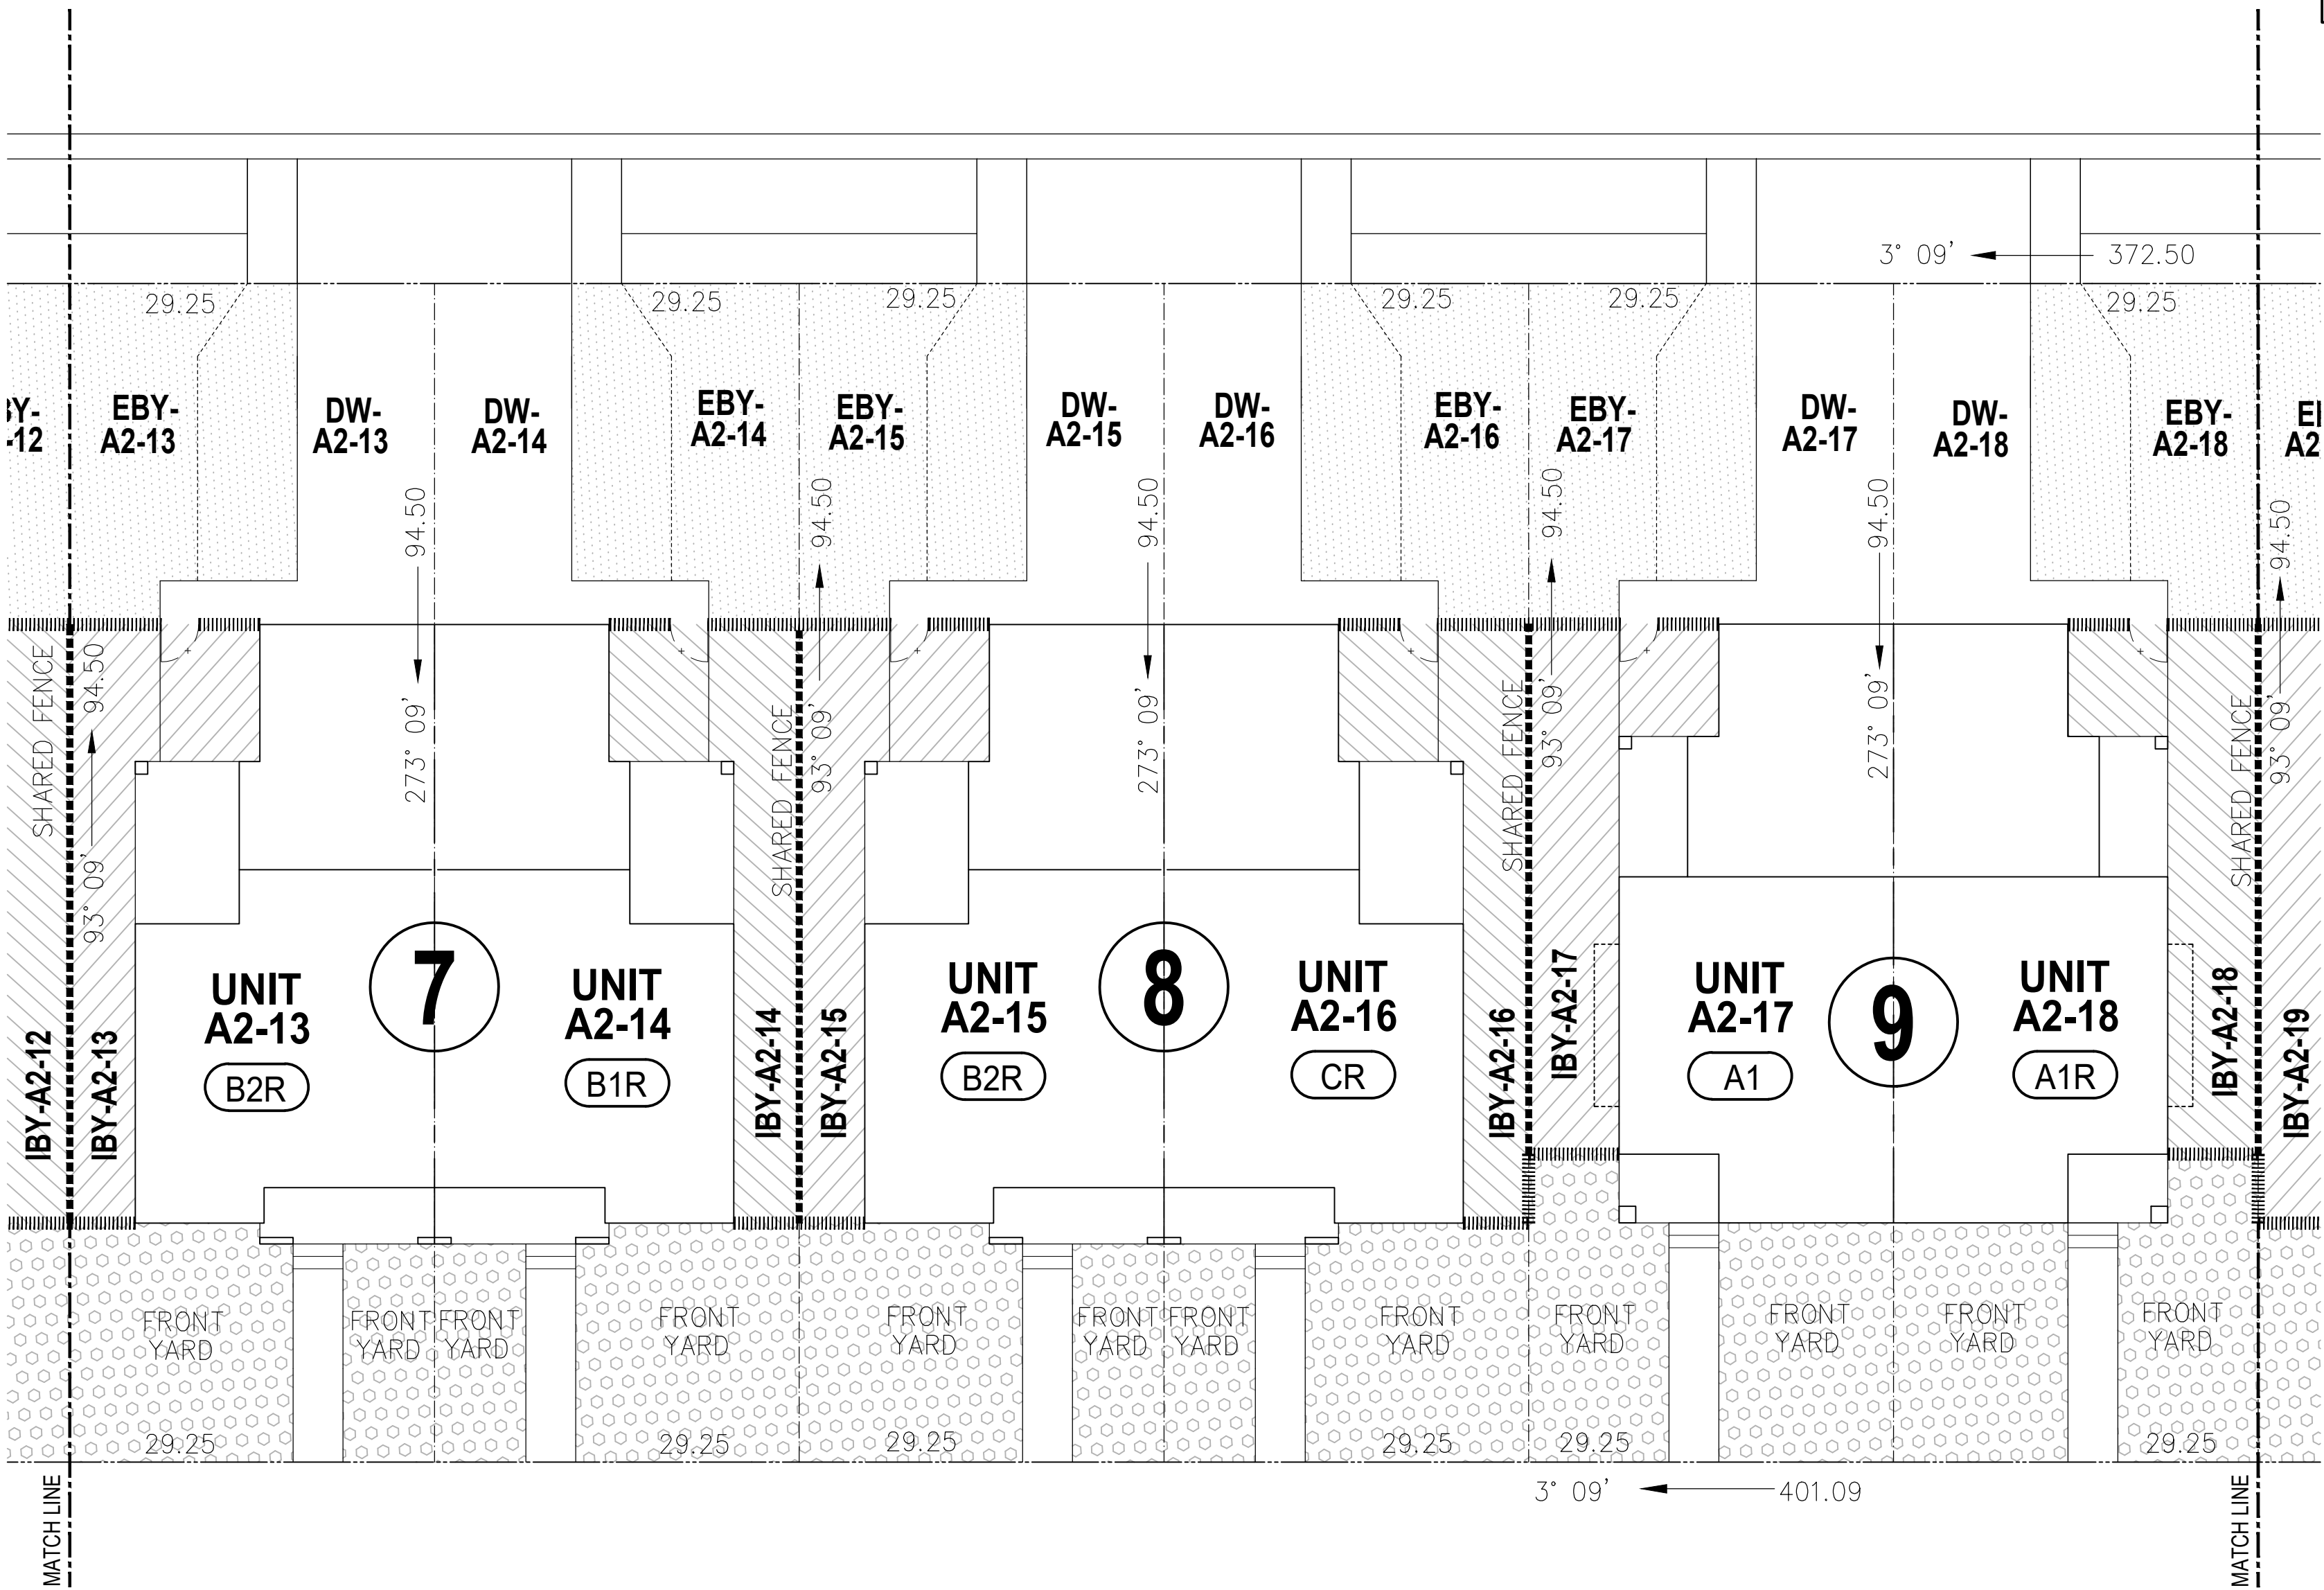 3° 09'
372.50
29.25
29.25
29.25
29.25
29.25
29.25
EBY-
A2-13
DW-
A2-13
DW-
A2-14
EBY-
A2-14
EBY-
A2-15
DW-
A2-15
DW-
A2-16
EBY-
A2-16
EBY-
A2-17
DW-
A2-17
DW-
A2-18
EBY-
A2-18
-12
A2
94.50
94.50
94.50
94.50
94.50
94.50
94.50
SHARED FENCE
93° 09'
273° 09'
SHARED FENCE
93° 09'
273° 09'
SHARED FENCE
93° 09'
273° 09'
SHARED FENCE
93° 09'
IBY-A2-12
IBY-A2-13
UNIT
A2-13
B2R
7
UNIT
A2-14
B1R
IBY-A2-14
IBY-A2-15
UNIT
A2-15
B2R
8
UNIT
A2-16
CR
IBY-A2-16
IBY-A2-17
UNIT
A2-17
A1
9
UNIT
A2-18
A1R
IBY-A2-18
IBY-A2-19
FRONT
YARD
FRONT
YARD
FRONT
YARD
FRONT
YARD
FRONT
YARD
FRONT
YARD
FRONT
YARD
FRONT
YARD
FRONT
YARD
FRONT
YARD
FRONT
YARD
FRONT
YARD
29.25
29.25
29.25
29.25
29.25
29.25
3° 09'
401.09
MATCH LINE
MATCH LINE